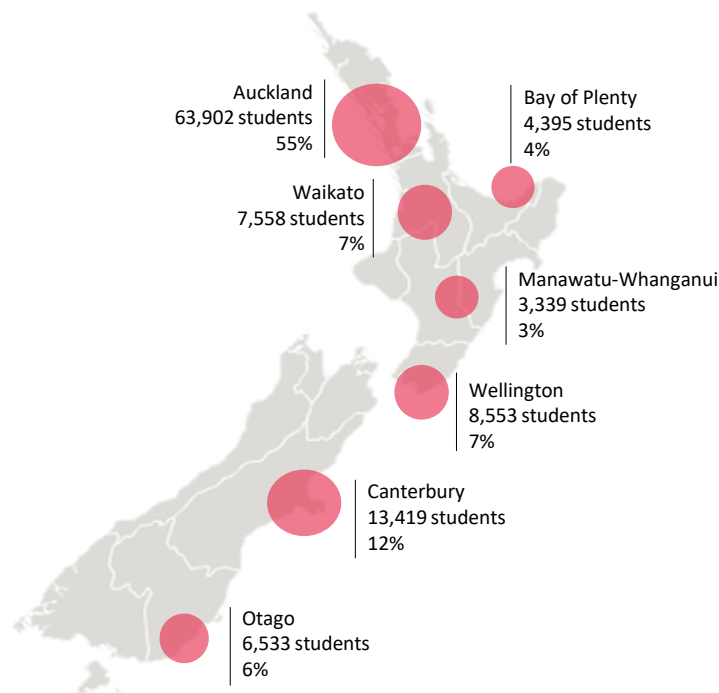 Auckland
63,902 students
55%
Bay of Plenty
4,395 students
4%
Waikato
7,558 students
7%
Manawatu-Whanganui
3,339 students
3%
Wellington
8,553 students
7%
Canterbury
13,419 students
12%
Otago
6,533 students
6%